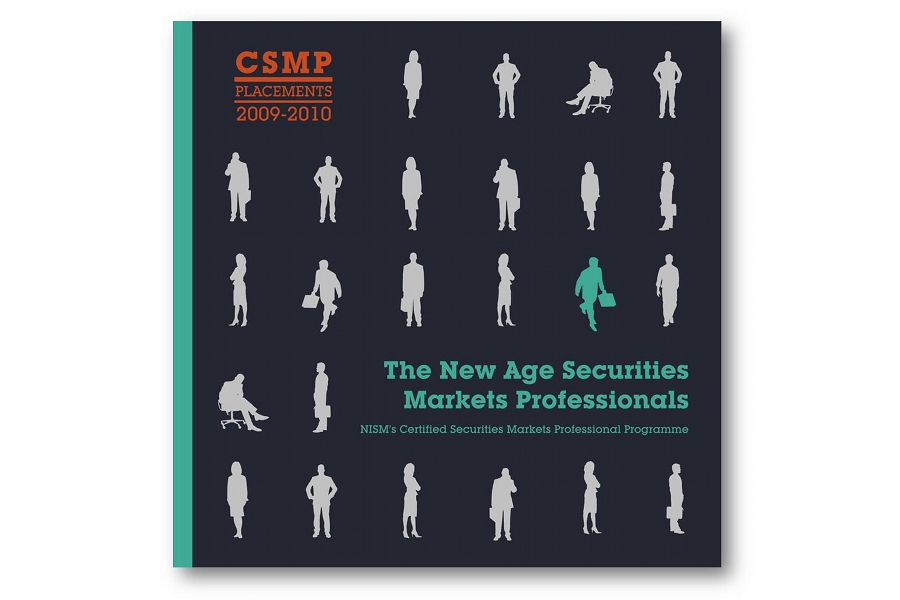 CSMP
PLACEMENTS
2009-2010
The New Age Securities
Markets Professionals
NISM's Certified Securities Markets Professional Programme